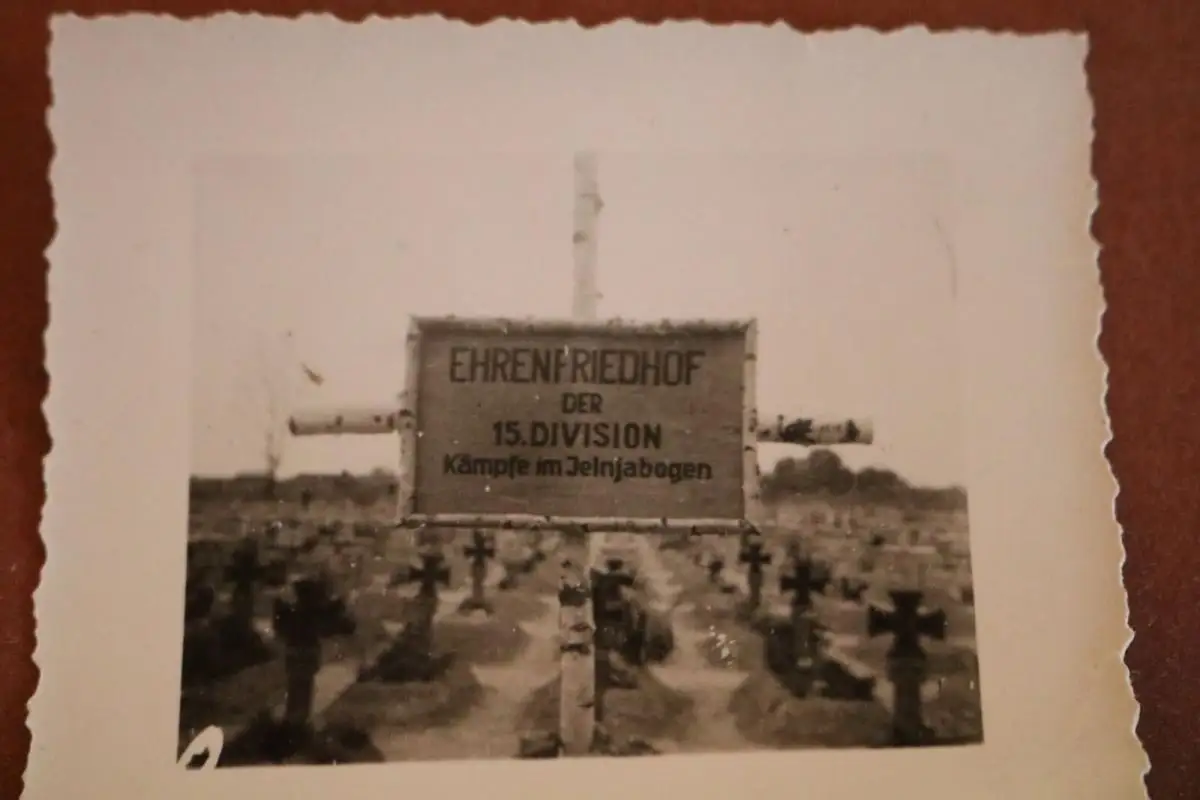 EHRENFRIEDHOF
DER
15. DIVISION
Kämpfe im Jelnjabogen